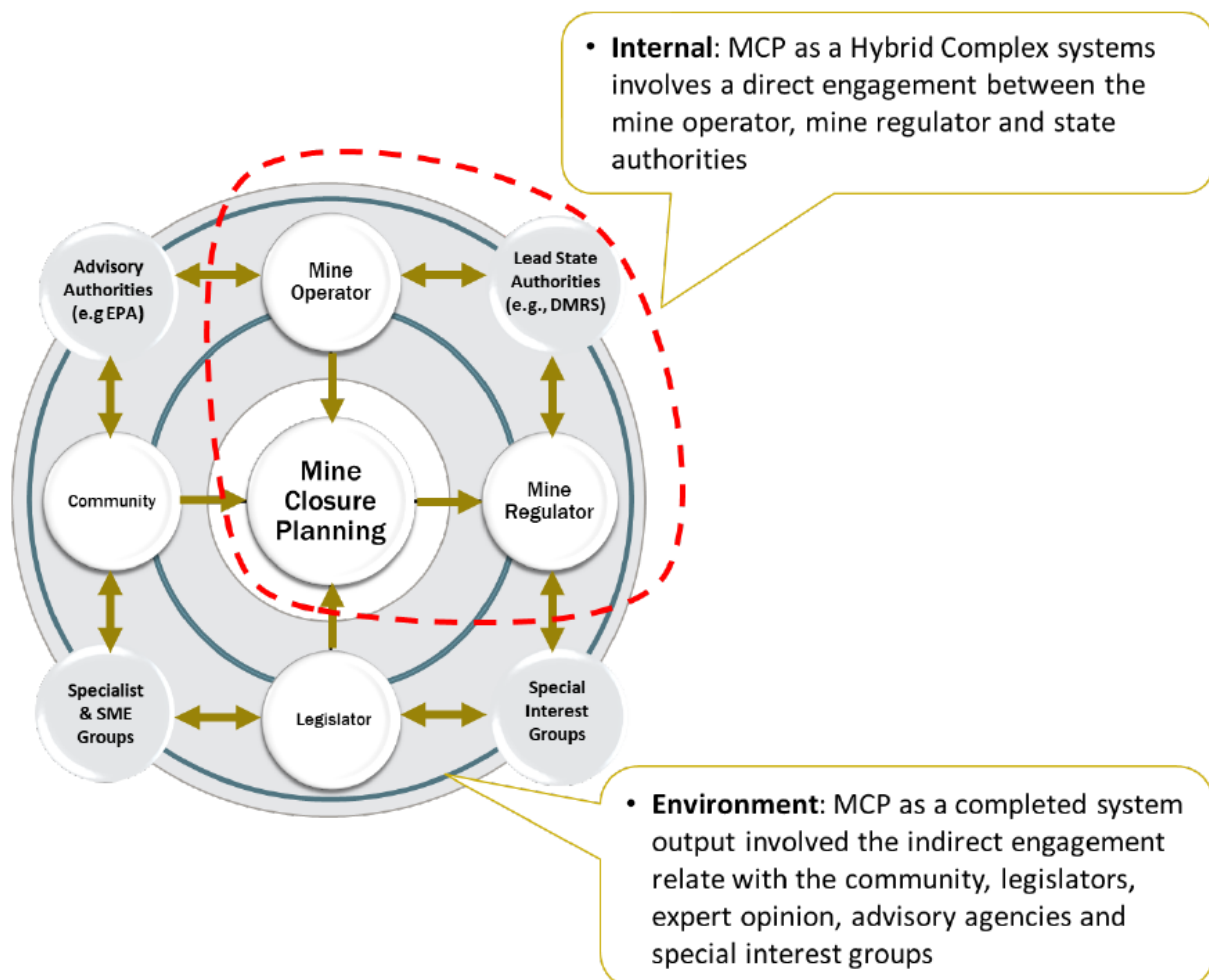 • Internal: MCP as a Hybrid Complex systems
involves a direct engagement between the
mine operator, mine regulator and state
authorities
Advisory
Authorities
(e.g EPA)
Mine
Operator
Lead State
Authorities
(e.g., DMRS)
Community
Mine
Closure
Planning
Mine
Regulator
Specialist
& SME
Groups
Legislator
Special
Interest
Groups
• Environment: MCP as a completed system
output involved the indirect engagement
relate with the community, legislators,
expert opinion, advisory agencies and
special interest groups